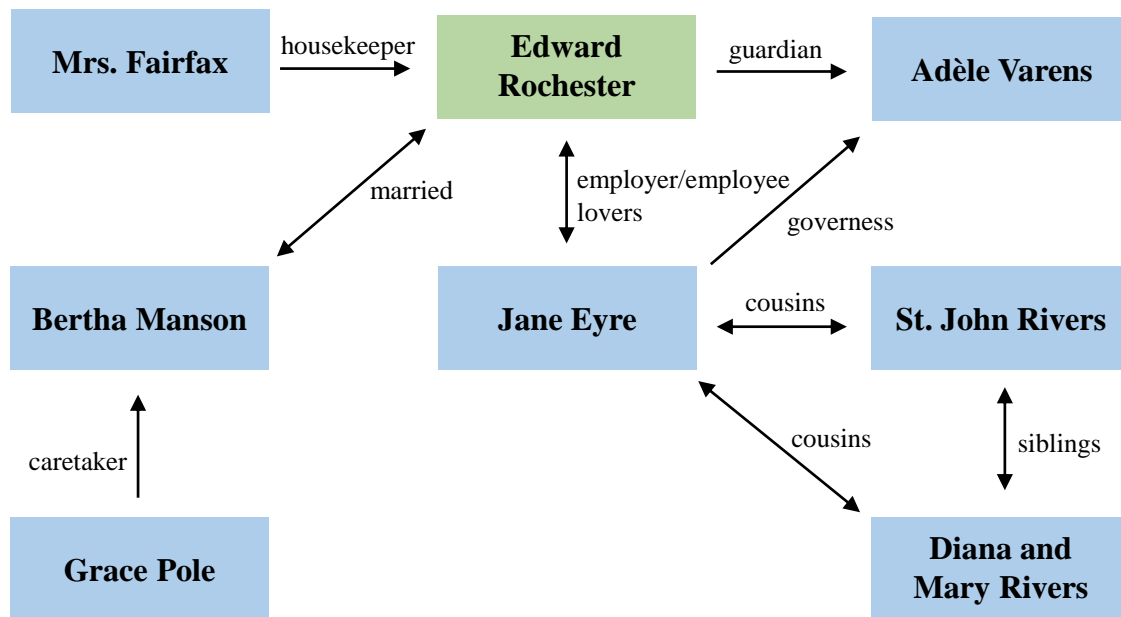 Mrs. Fairfax
housekeeper
Edward
Rochester
guardian
Adèle Varens
married
employer/employee
lovers
governess
Bertha Manson
Jane Eyre
cousins
St. John Rivers
caretaker
cousins
siblings
Grace Pole
Diana and
Mary Rivers